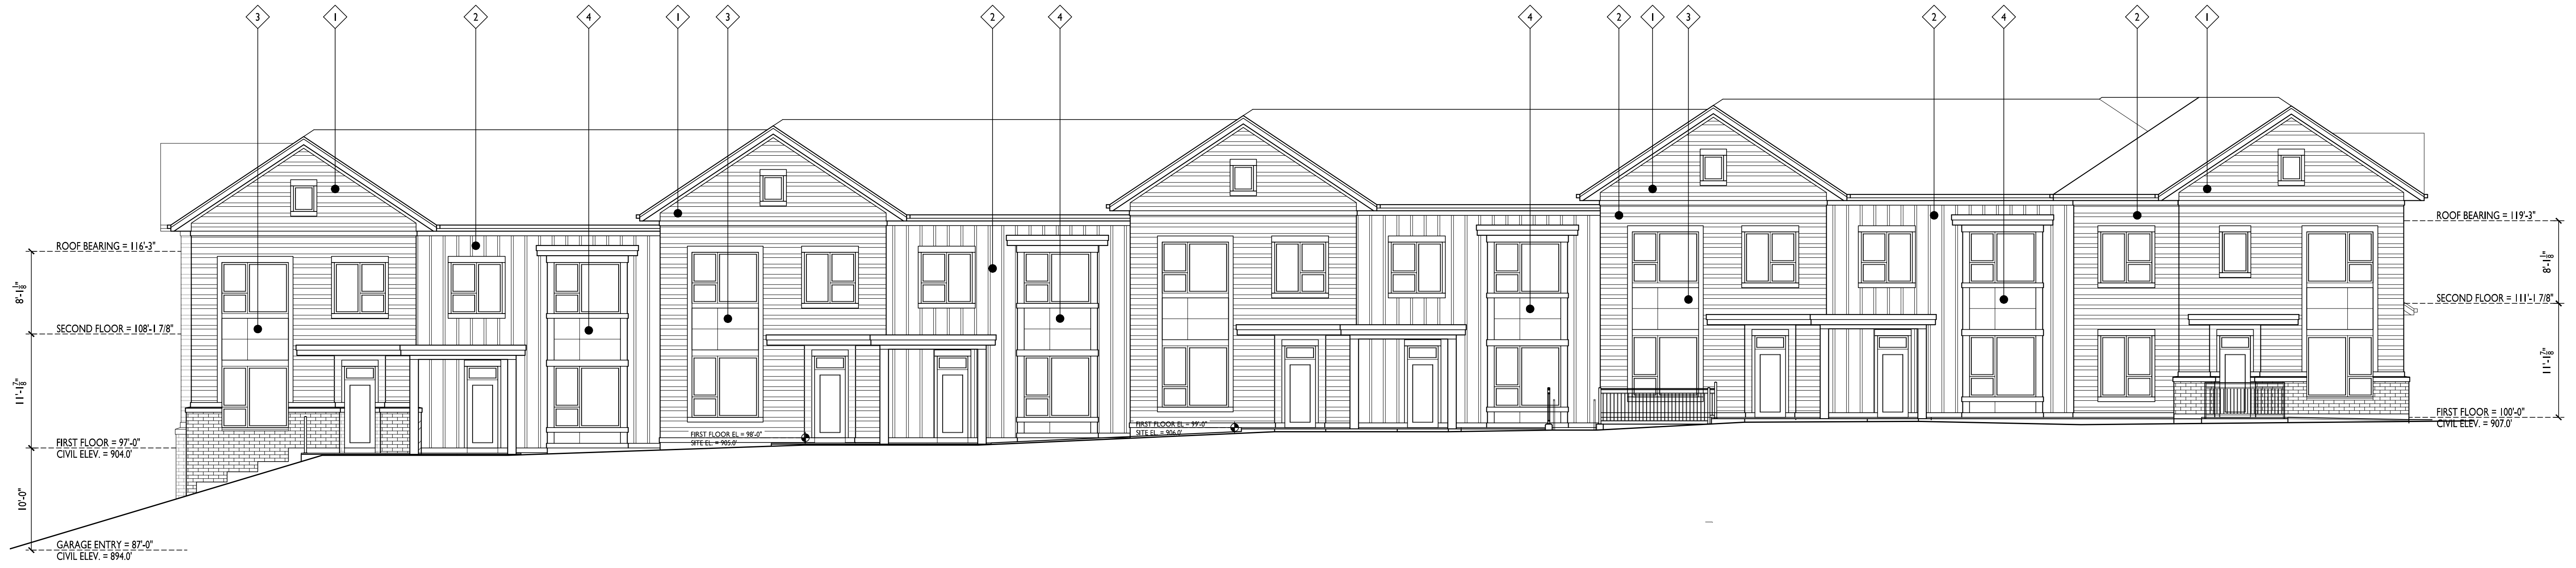 3 1 2 4 1 3 2 4 4 2 1 3 2 4 2 1
ROOF BEARING = 116'-3"
ROOF BEARING = 119'-3"
8'-1 1/8"
8'-1 1/8"
SECOND FLOOR = 108'-1 7/8"
SECOND FLOOR = 111'-1 7/8"
11'-1 7/8"
11'-1 7/8"
FIRST FLOOR = 97'-0"
CIVIL ELEV. = 904.0'
FIRST FLOOR EL = 98'-0"
SITE EL. = 905.0'
FIRST FLOOR EL = 99'-0"
SITE EL. = 906.0'
FIRST FLOOR = 100'-0"
CIVIL ELEV. = 907.0'
10'-0"
GARAGE ENTRY = 87'-0"
CIVIL ELEV. = 894.0'